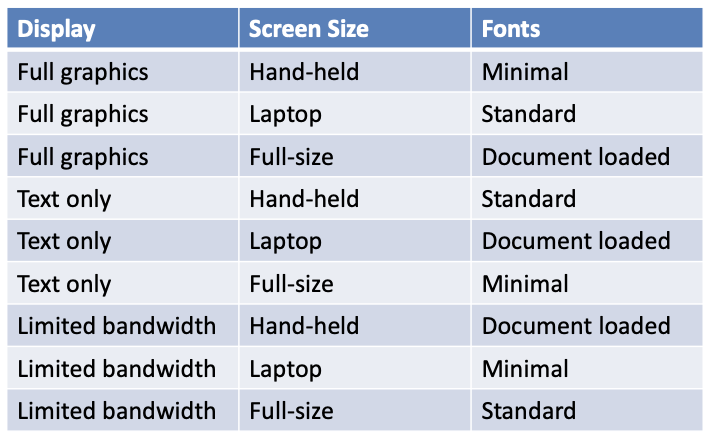 Display Screen Size Fonts
Full graphics Hand-held Minimal
Full graphics Laptop Standard
Full graphics Full-size Document loaded
Text only Hand-held Standard
Text only Laptop Document loaded
Text only Full-size Minimal
Limited bandwidth Hand-held Document loaded
Limited bandwidth Laptop Minimal
Limited bandwidth Full-size Standard